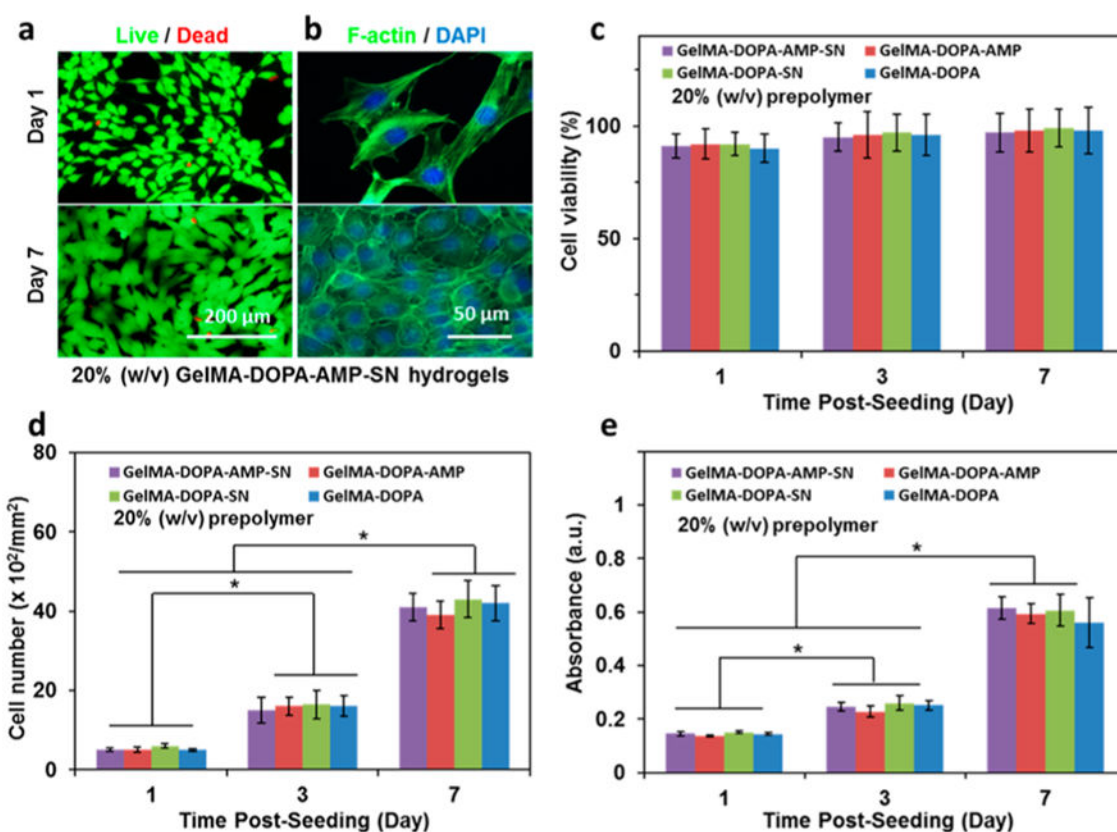 a
Live / Dead
b
F-actin / DAPI
Day 1
Day 7
200 µm
50 µm
20% (w/v) GelMA-DOPA-AMP-SN hydrogels
c
GelMA-DOPA-AMP-SN GelMA-DOPA-AMP
GelMA-DOPA-SN GelMA-DOPA
20% (w/v) prepolymer
Cell viability (%)
100
50
0
1 3 7
Time Post-Seeding (Day)
d
GelMA-DOPA-AMP-SN GelMA-DOPA-AMP
GelMA-DOPA-SN GelMA-DOPA
20% (w/v) prepolymer
Cell number (x 10²/mm²)
80
60
40
20
0
*
*
1 3 7
Time Post-Seeding (Day)
e
GelMA-DOPA-AMP-SN GelMA-DOPA-AMP
GelMA-DOPA-SN GelMA-DOPA
20% (w/v) prepolymer
Absorbance (a.u.)
1
0.8
0.6
0.4
0.2
0
*
*
1 3 7
Time Post-Seeding (Day)